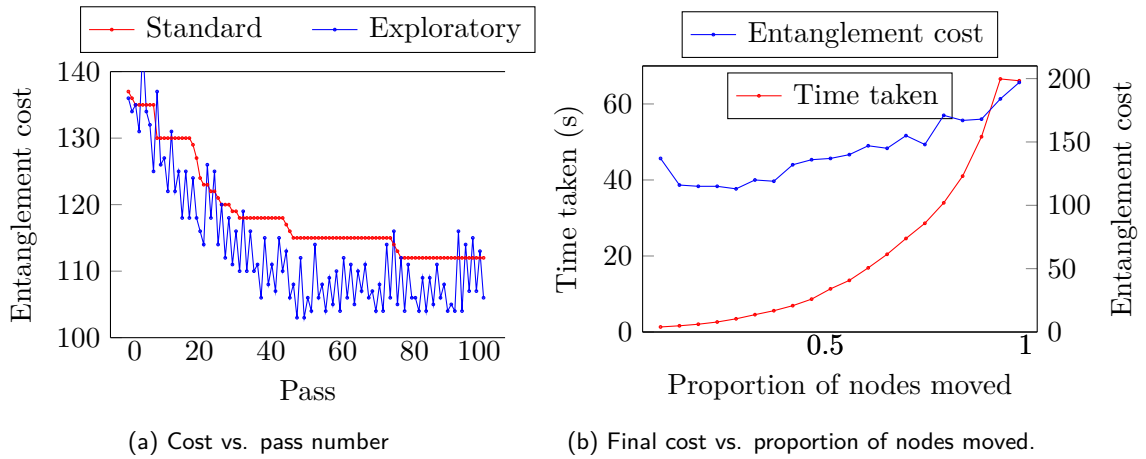 Standard
Exploratory
140
130
120
110
100
Entanglement cost
0
20
40
60
80
100
Pass
(a) Cost vs. pass number
Entanglement cost
Time taken
60
40
20
0
Time taken (s)
200
150
100
50
0
Entanglement cost
0.5
1
Proportion of nodes moved
(b) Final cost vs. proportion of nodes moved.